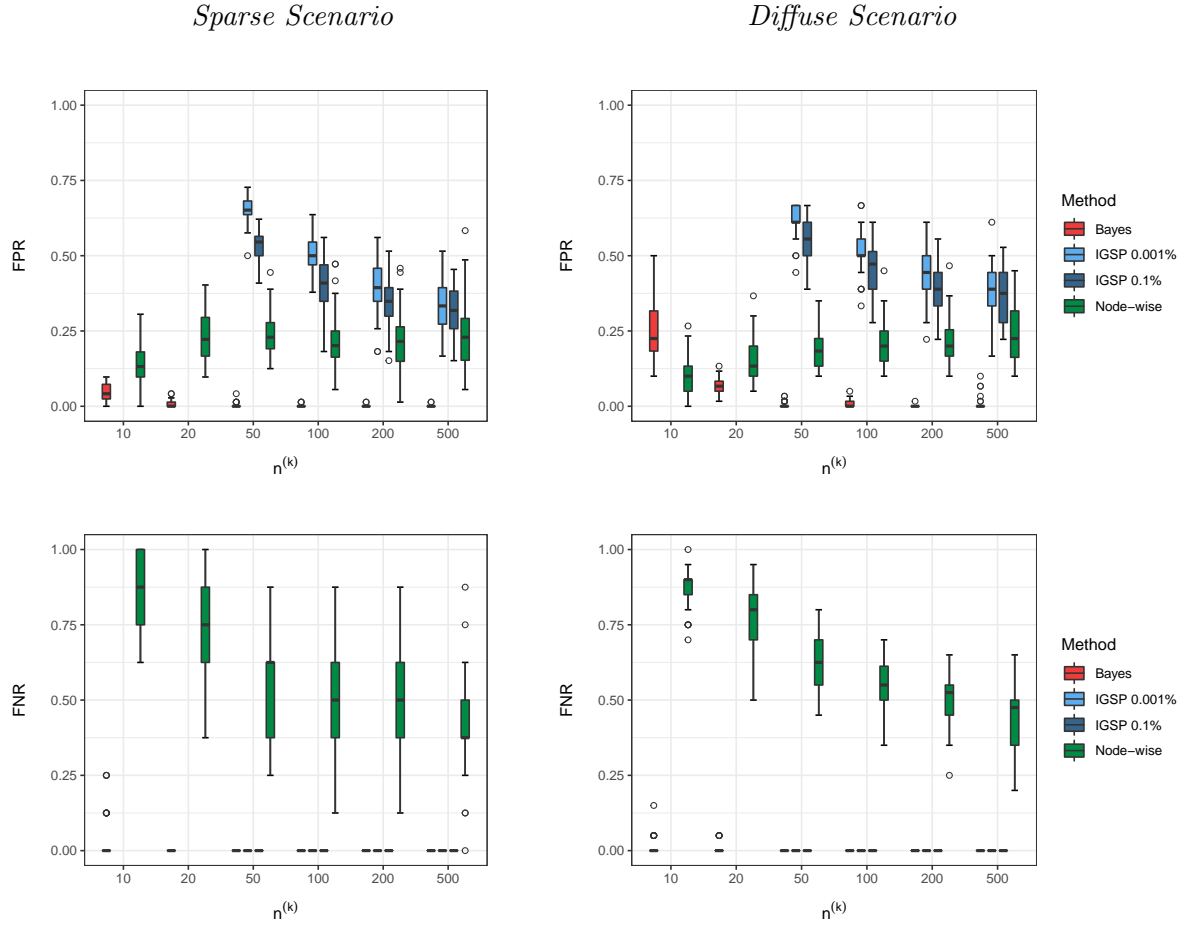 Sparse Scenario
Diffuse Scenario
1.00
0.75
0.50
0.25
0.00
FPR
10 20 50 100 200 500
n(k)
1.00
0.75
0.50
0.25
0.00
FPR
10 20 50 100 200 500
n(k)
Method
Bayes
IGSP 0.001%
IGSP 0.1%
Node−wise
1.00
0.75
0.50
0.25
0.00
FNR
10 20 50 100 200 500
n(k)
1.00
0.75
0.50
0.25
0.00
FNR
10 20 50 100 200 500
n(k)
Method
Bayes
IGSP 0.001%
IGSP 0.1%
Node−wise